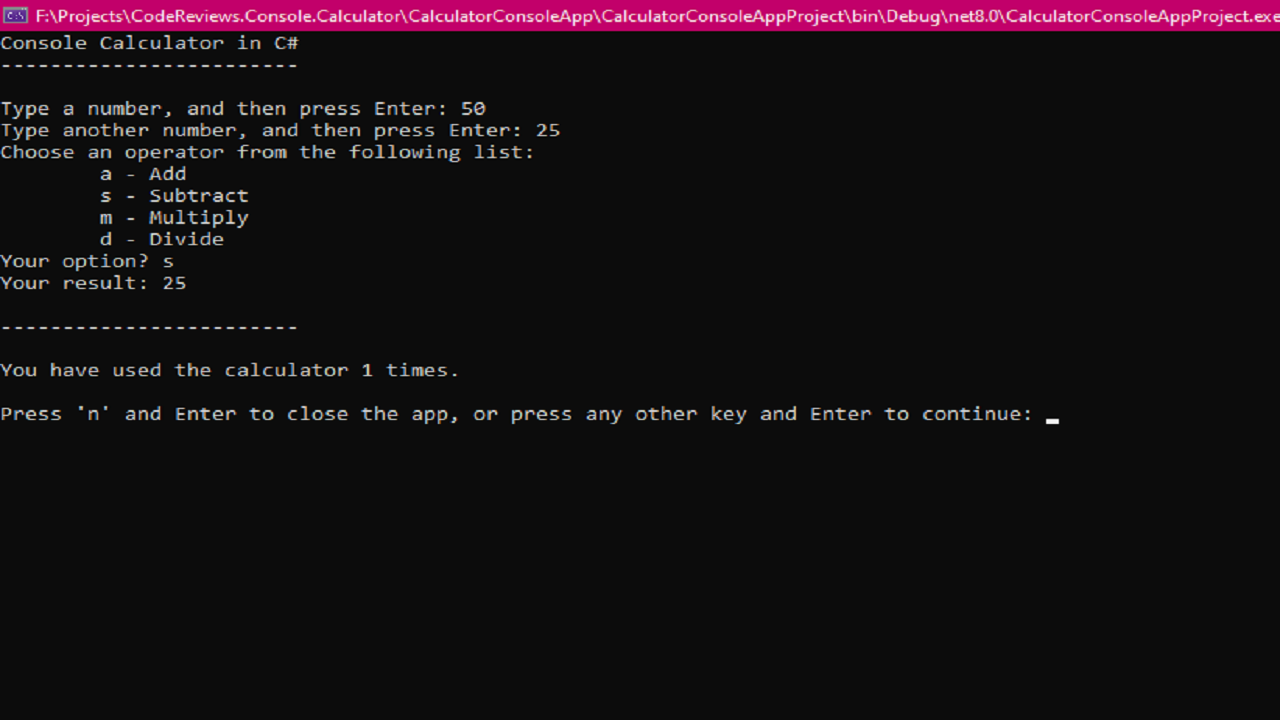 F:\Projects\CodeReviews.Console.Calculator\CalculatorConsoleApp\CalculatorConsoleAppProject\bin\Debug\net8.0\CalculatorConsoleAppProject.exe
Console Calculator in C#
------------------------
Type a number, and then press Enter: 50
Type another number, and then press Enter: 25
Choose an operator from the following list:
a - Add
s - Subtract
m - Multiply
d - Divide
Your option? s
Your result: 25
------------------------
You have used the calculator 1 times.
Press 'n' and Enter to close the app, or press any other key and Enter to continue: _